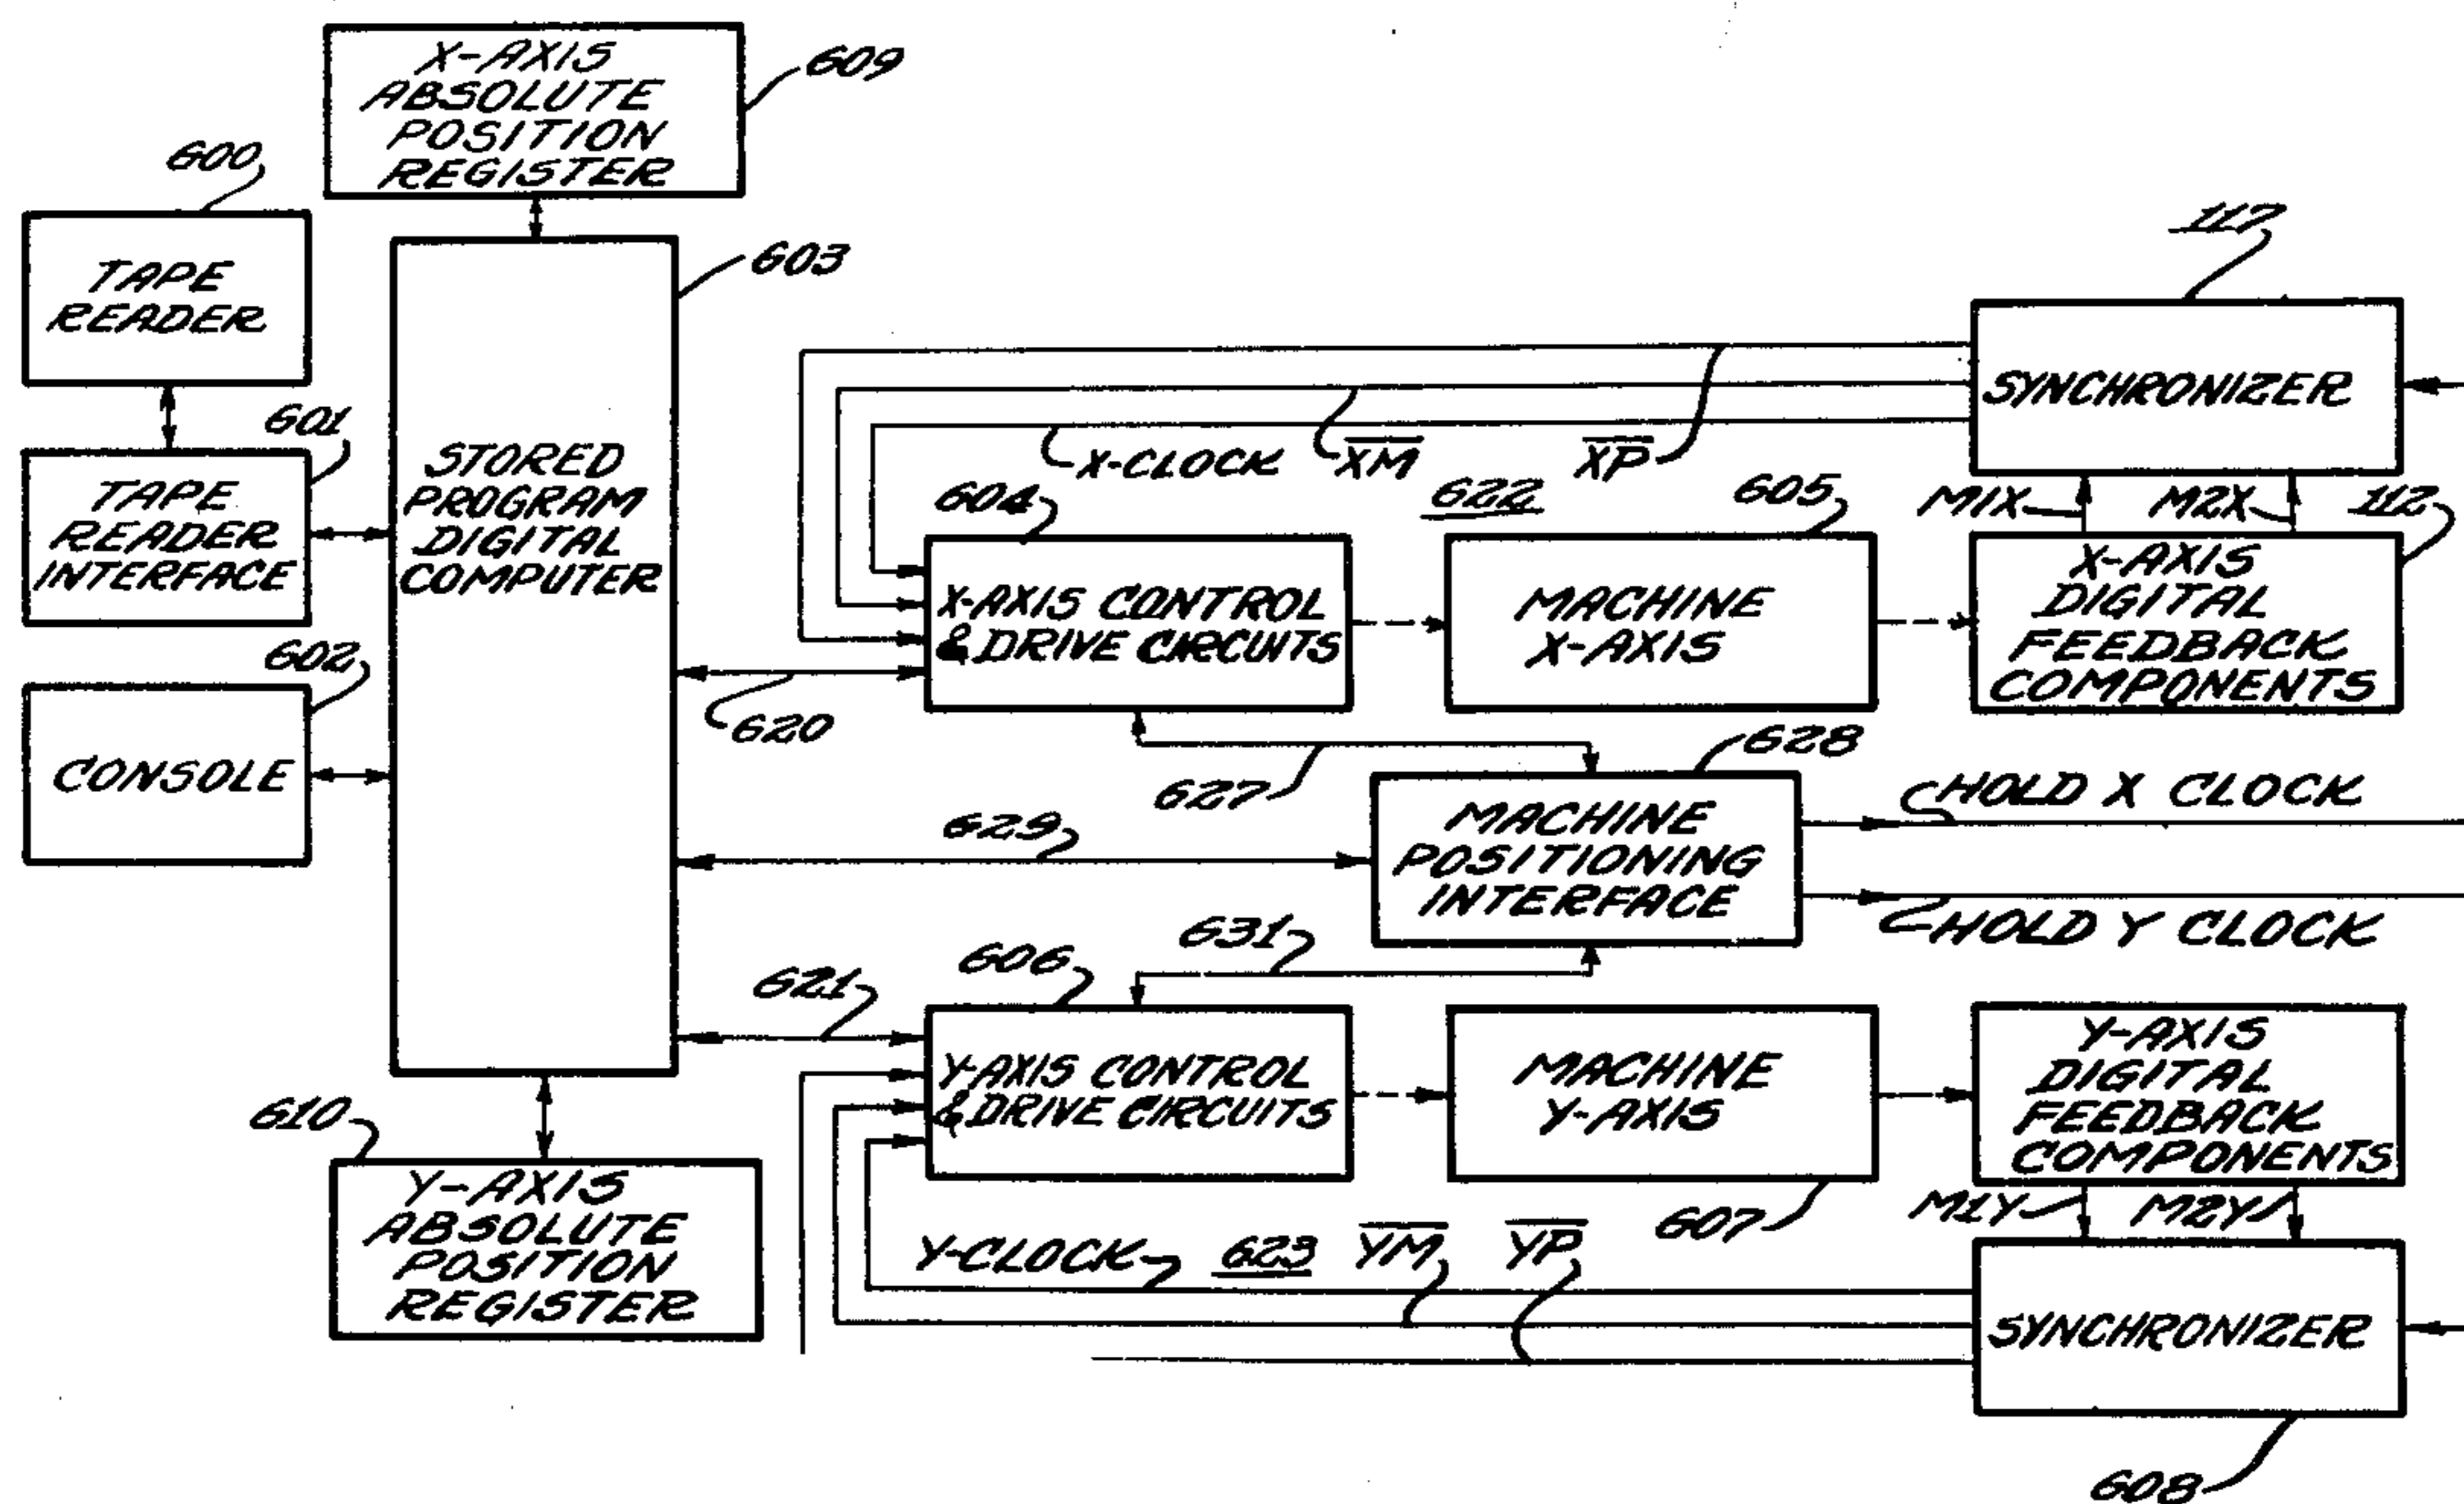 X-AXIS
ABSOLUTE
POSITION
REGISTER
609
600
TAPE
READER
603
601
TAPE
READER
INTERFACE
STORED
PROGRAM
DIGITAL
COMPUTER
602
CONSOLE
117
SYNCHRONIZER
X-CLOCK
XM
XP
622
604
605
M1X
M2X
112
X-AXIS CONTROL
& DRIVE CIRCUITS
MACHINE
X-AXIS
X-AXIS
DIGITAL
FEEDBACK
COMPONENTS
620
627
628
629
MACHINE
POSITIONING
INTERFACE
HOLD X CLOCK
HOLD Y CLOCK
631
606
621
Y-AXIS CONTROL
& DRIVE CIRCUITS
MACHINE
Y-AXIS
Y-AXIS
DIGITAL
FEEDBACK
COMPONENTS
610
Y-AXIS
ABSOLUTE
POSITION
REGISTER
607
M1Y
M2Y
Y-CLOCK
623
YM
YP
SYNCHRONIZER
608